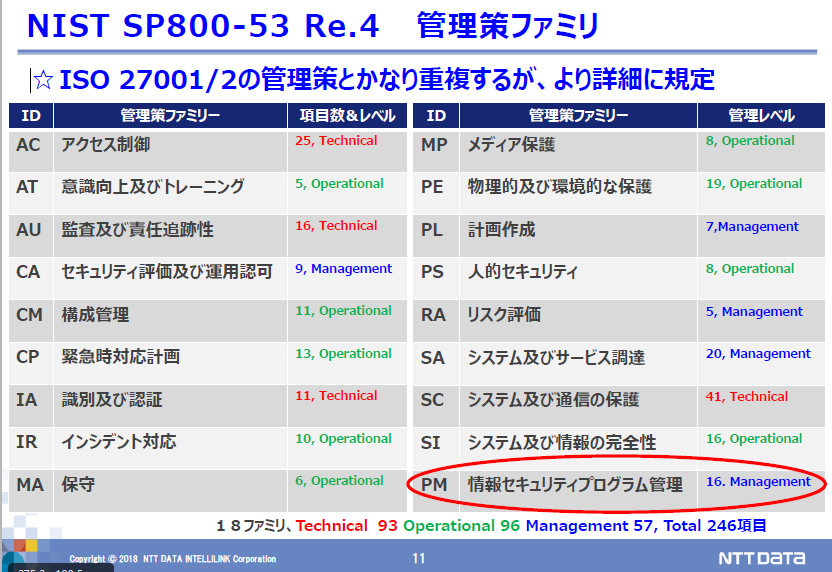 NIST SP800-53 Re.4 管理策ファミリ
☆ISO 27001/2の管理策とかなり重複するが、より詳細に規定
ID 管理策ファミリー 項目数&レベル
AC アクセス制御 25, Technical
AT 意識向上及びトレーニング 5, Operational
AU 監査及び責任追跡性 16, Technical
CA セキュリティ評価及び運用認可 9, Management
CM 構成管理 11, Operational
CP 緊急時対応計画 13, Operational
IA 識別及び認証 11, Technical
IR インシデント対応 10, Operational
MA 保守 6, Operational
ID 管理策ファミリー 管理レベル
MP メディア保護 8, Operational
PE 物理的及び環境的な保護 19, Operational
PL 計画作成 7,Management
PS 人的セキュリティ 8, Operational
RA リスク評価 5, Management
SA システム及びサービス調達 20, Management
SC システム及び通信の保護 41, Technical
SI システム及び情報の完全性 16, Operational
PM 情報セキュリティプログラム管理 16. Management
18ファミリ、Technical 93 Operational 96 Management 57, Total 246項目
Copyright © 2018 NTT DATA INTELLILINK Corporation
11
NTT DATA